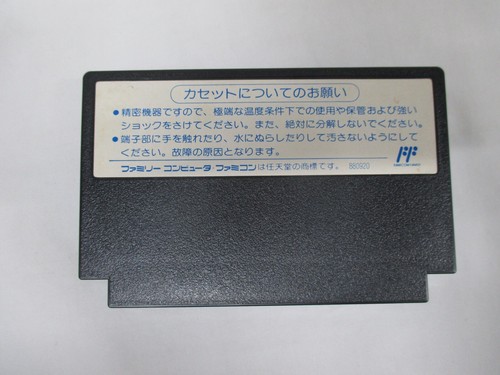 カセットについてのお願い
●精密機器ですので、極端な温度条件下での使用や保管および強い
ショックをさけてください。また、絶対に分解しないでください。
●端子部に手を触れたり、水にぬらしたりして汚さないようにして
ください。故障の原因となります。
ファミリーコンピュータ ファミコンは任天堂の商標です。 880920